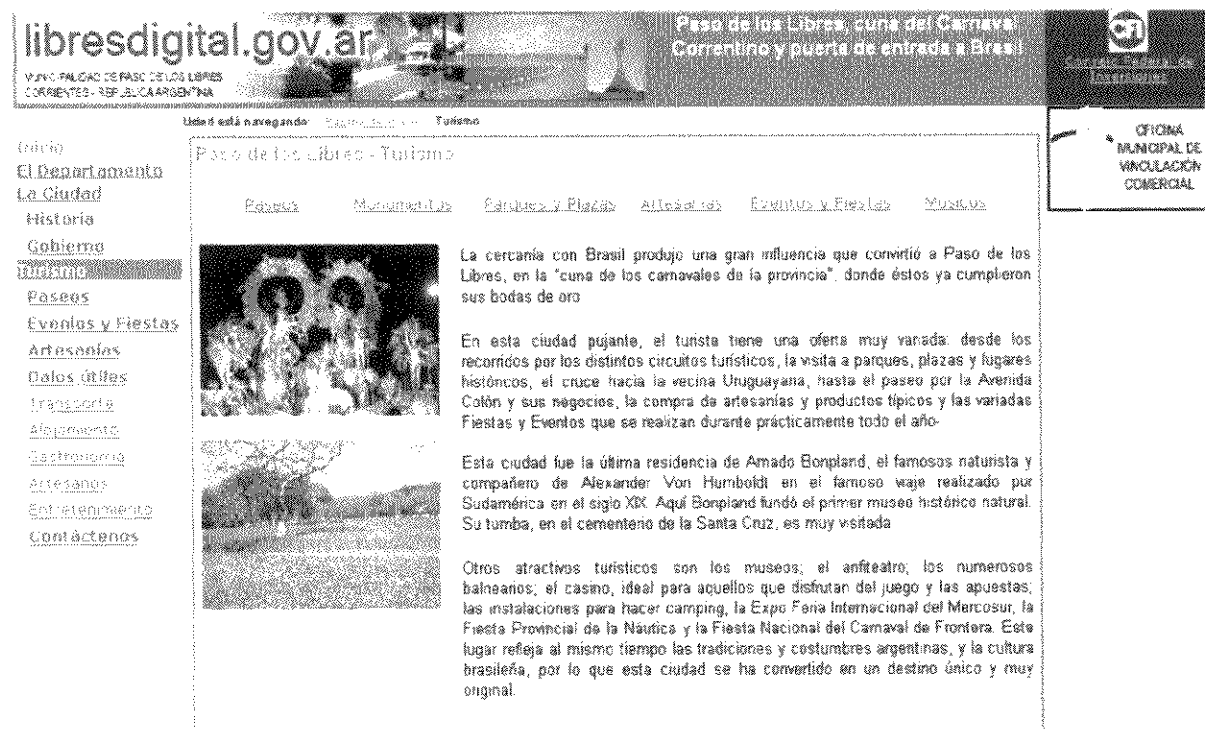 libresdigital.gov.ar
MUNICIPALIDAD DE PASO DE LOS LIBRES
CORRIENTES - REPUBLICA ARGENTINA
Paso de los Libres, cuna del Carnaval
Correntino y puerta de entrada a Brasil
CFI
Consejo Federal de
Inversiones
OFICINA
MUNICIPAL DE
VINCULACIÓN
COMERCIAL
Usted está navegando: Turismo
Inicio
El Departamento
La Ciudad
Historia
Gobierno
Turismo
Paseos
Eventos y Fiestas
Artesanías
Datos útiles
Transporte
Alojamiento
Gastronomía
Artesanos
Entretenimiento
Contáctenos
Paso de los Libres - Turismo
Paseos Monumentos Parques y Plazas Artesanías Eventos y Fiestas Músicos
La cercanía con Brasil produjo una gran influencia que convirtió a Paso de los
Libres, en la "cuna de los carnavales de la provincia", donde éstos ya cumplieron
sus bodas de oro
En esta ciudad pujante, el turista tiene una oferta muy variada: desde los
recorridos por los distintos circuitos turísticos, la visita a parques, plazas y lugares
históricos, el cruce hacia la vecina Uruguayana, hasta el paseo por la Avenida
Colón y sus negocios, la compra de artesanías y productos típicos y las variadas
Fiestas y Eventos que se realizan durante prácticamente todo el año-
Esta ciudad fue la última residencia de Amado Bonpland, el famosos naturista y
compañero de Alexander Von Humboldt en el famoso viaje realizado por
Sudamérica en el siglo XIX. Aquí Bonpland fundó el primer museo histórico natural.
Su tumba, en el cementerio de la Santa Cruz, es muy visitada
Otros atractivos turísticos son los museos; el anfiteatro; los numerosos
balnearios; el casino, ideal para aquellos que disfrutan del juego y las apuestas;
las instalaciones para hacer camping, la Expo Feria Internacional del Mercosur, la
Fiesta Provincial de la Náutica y la Fiesta Nacional del Carnaval de Frontera. Este
lugar refleja al mismo tiempo las tradiciones y costumbres argentinas, y la cultura
brasileña, por lo que esta ciudad se ha convertido en un destino único y muy
original.